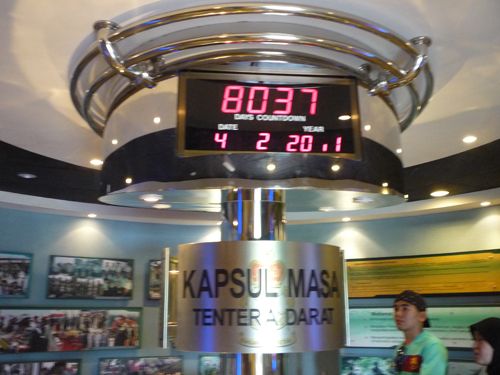 8037
DAYS COUNTDOWN
DATE YEAR
4 2 2011
KAPSUL MASA
TENTERA DARAT